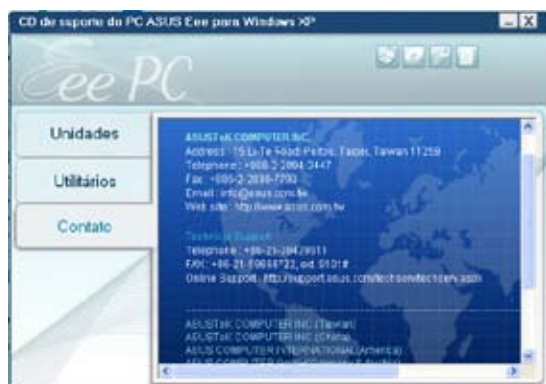 CD de suporte do PC ASUS Eee para Windows XP
Eee PC
Unidades
Utilitários
Contato
ASUSTeK COMPUTER INC.
Address : 15 Li-Te Road, Peitou, Taipei, Taiwan 11259
Telephone : +886-2-2894-3447
Fax : +886-2-2890-7798
Email : info@asus.com.tw
Web site : http://www.asus.com.tw
Technical Support
Telephone : +86-21-38429911
FAX : +86-21-58668722, ext. 9101#
Online Support : http://support.asus.com/techserv/techserv.aspx
ASUSTeK COMPUTER INC.(Taiwan)
ASUSTeK COMPUTER INC.(China)
ASUS COMPUTER INTERNATIONAL(America)
ASUS COMPUTER